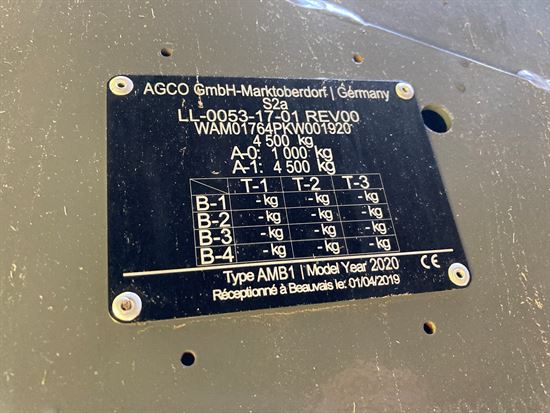 AGCO GmbH-Marktoberdorf | Germany
S2a
LL-0053-17-01 REV00
WAM01764PKW001920
4 500 kg
A-0: 1 000 kg
A-1: 4 500 kg
T-1 T-2 T-3
B-1 - kg - kg - kg
B-2 - kg - kg - kg
B-3 - kg - kg - kg
B-4 - kg - kg - kg
Type AMB1 | Model Year 2020 CE
Réceptionné à Beauvais le: 01/04/2019